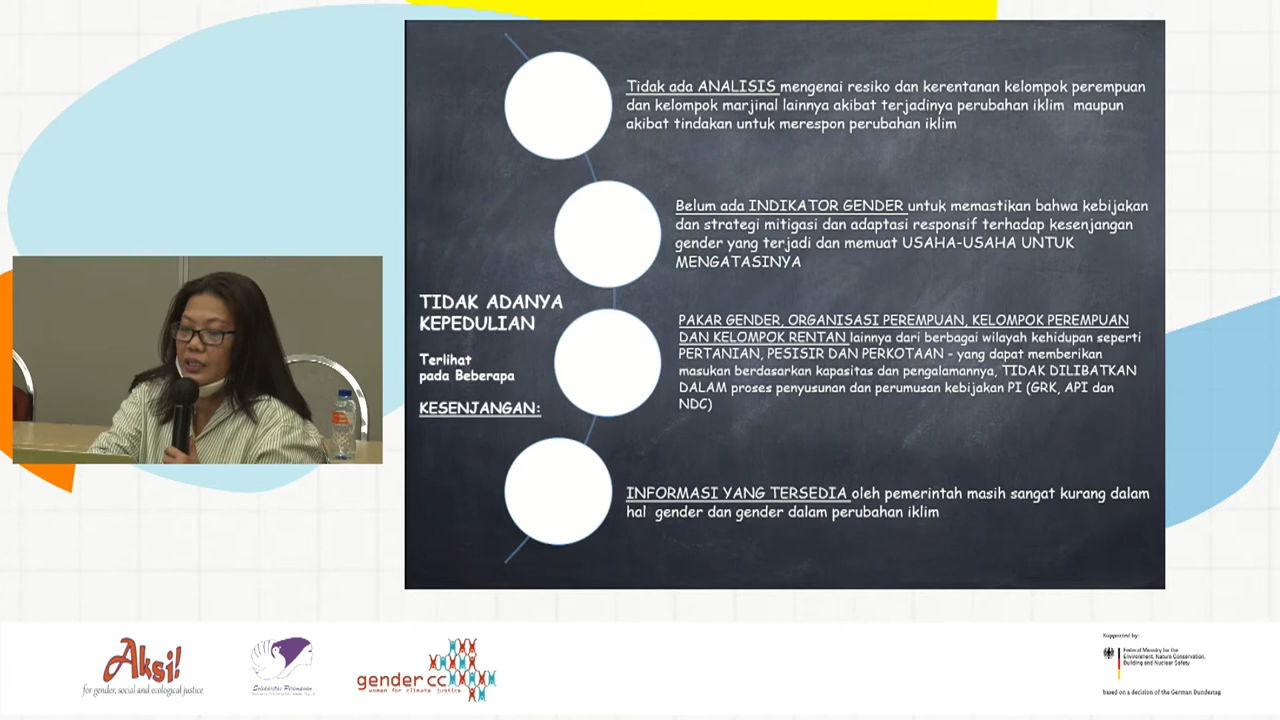 Tidak ada ANALISIS mengenai resiko dan kerentanan kelompok perempuan
dan kelompok marjinal lainnya akibat terjadinya perubahan iklim maupun
akibat tindakan untuk merespon perubahan iklim
Belum ada INDIKATOR GENDER untuk memastikan bahwa kebijakan
dan strategi mitigasi dan adaptasi responsif terhadap kesenjangan
gender yang terjadi dan memuat USAHA-USAHA UNTUK
MENGATASINYA
TIDAK ADANYA
KEPEDULIAN
Terlihat
pada Beberapa
KESENJANGAN:
PAKAR GENDER, ORGANISASI PEREMPUAN, KELOMPOK PEREMPUAN
DAN KELOMPOK RENTAN lainnya dari berbagai wilayah kehidupan seperti
PERTANIAN, PESISIR DAN PERKOTAAN – yang dapat memberikan
masukan berdasarkan kapasitas dan pengalamannya, TIDAK DILIBATKAN
DALAM proses penyusunan dan perumusan kebijakan PI (GRK, API dan
NDC)
INFORMASI YANG TERSEDIA oleh pemerintah masih sangat kurang dalam
hal gender dan gender dalam perubahan iklim
Aksi!
for gender, social and ecological justice
Solidaritas Perempuan
gender cc
women for climate justice
Supported by:
Federal Ministry for the
Environment, Nature Conservation,
Building and Nuclear Safety
based on a decision of the German Bundestag